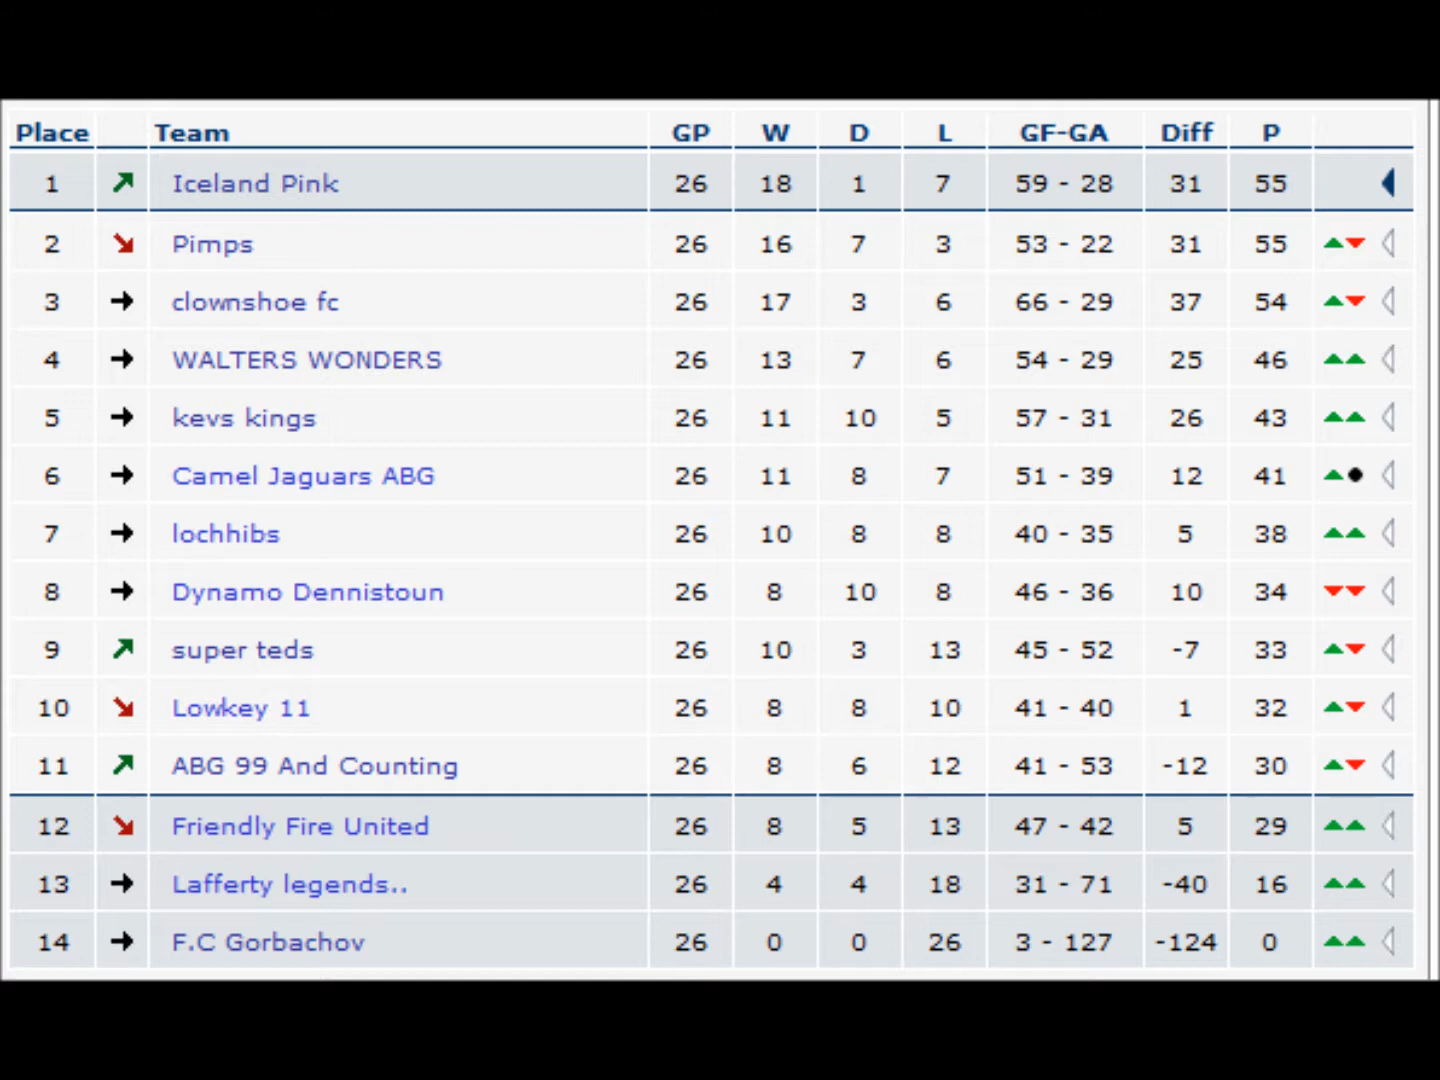 Place Team GP W D L GF-GA Diff P
1 Iceland Pink 26 18 1 7 59 - 28 31 55
2 Pimps 26 16 7 3 53 - 22 31 55
3 clownshoe fc 26 17 3 6 66 - 29 37 54
4 WALTERS WONDERS 26 13 7 6 54 - 29 25 46
5 kevs kings 26 11 10 5 57 - 31 26 43
6 Camel Jaguars ABG 26 11 8 7 51 - 39 12 41
7 lochhibs 26 10 8 8 40 - 35 5 38
8 Dynamo Dennistoun 26 8 10 8 46 - 36 10 34
9 super teds 26 10 3 13 45 - 52 -7 33
10 Lowkey 11 26 8 8 10 41 - 40 1 32
11 ABG 99 And Counting 26 8 6 12 41 - 53 -12 30
12 Friendly Fire United 26 8 5 13 47 - 42 5 29
13 Lafferty legends.. 26 4 4 18 31 - 71 -40 16
14 F.C Gorbachov 26 0 0 26 3 - 127 -124 0